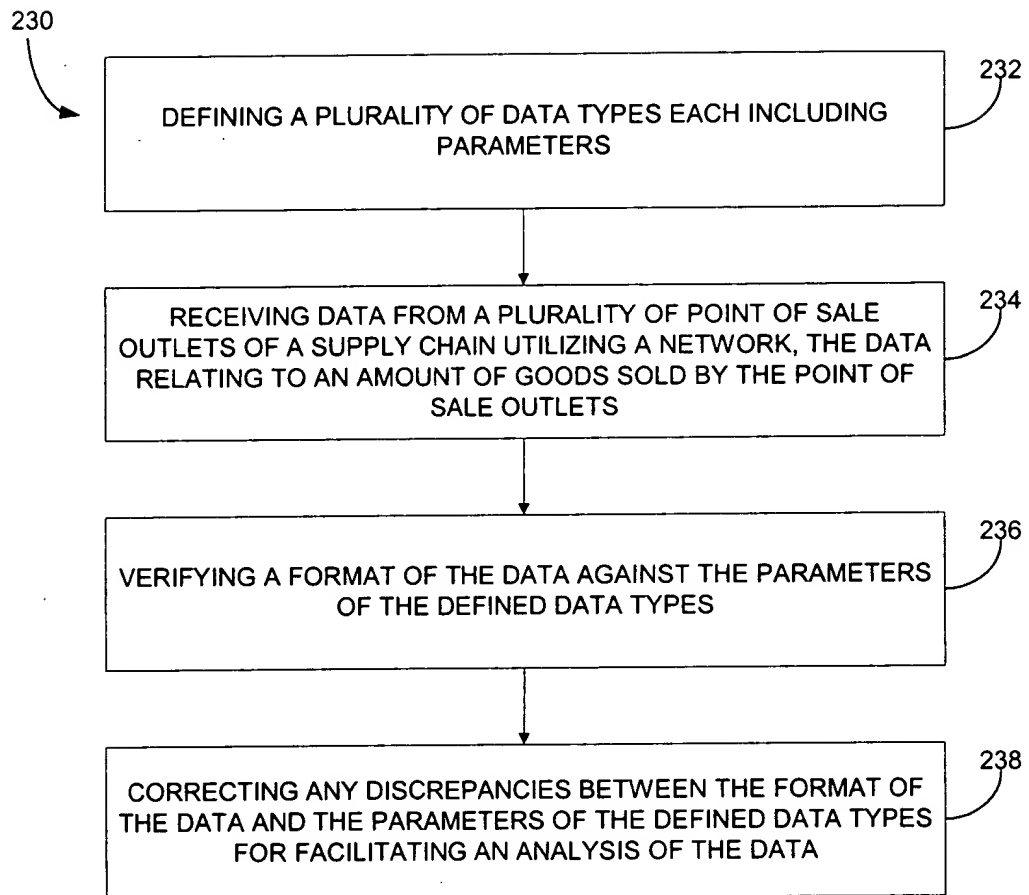 230
232
DEFINING A PLURALITY OF DATA TYPES EACH INCLUDING
PARAMETERS
234
RECEIVING DATA FROM A PLURALITY OF POINT OF SALE
OUTLETS OF A SUPPLY CHAIN UTILIZING A NETWORK, THE DATA
RELATING TO AN AMOUNT OF GOODS SOLD BY THE POINT OF
SALE OUTLETS
236
VERIFYING A FORMAT OF THE DATA AGAINST THE PARAMETERS
OF THE DEFINED DATA TYPES
238
CORRECTING ANY DISCREPANCIES BETWEEN THE FORMAT OF
THE DATA AND THE PARAMETERS OF THE DEFINED DATA TYPES
FOR FACILITATING AN ANALYSIS OF THE DATA